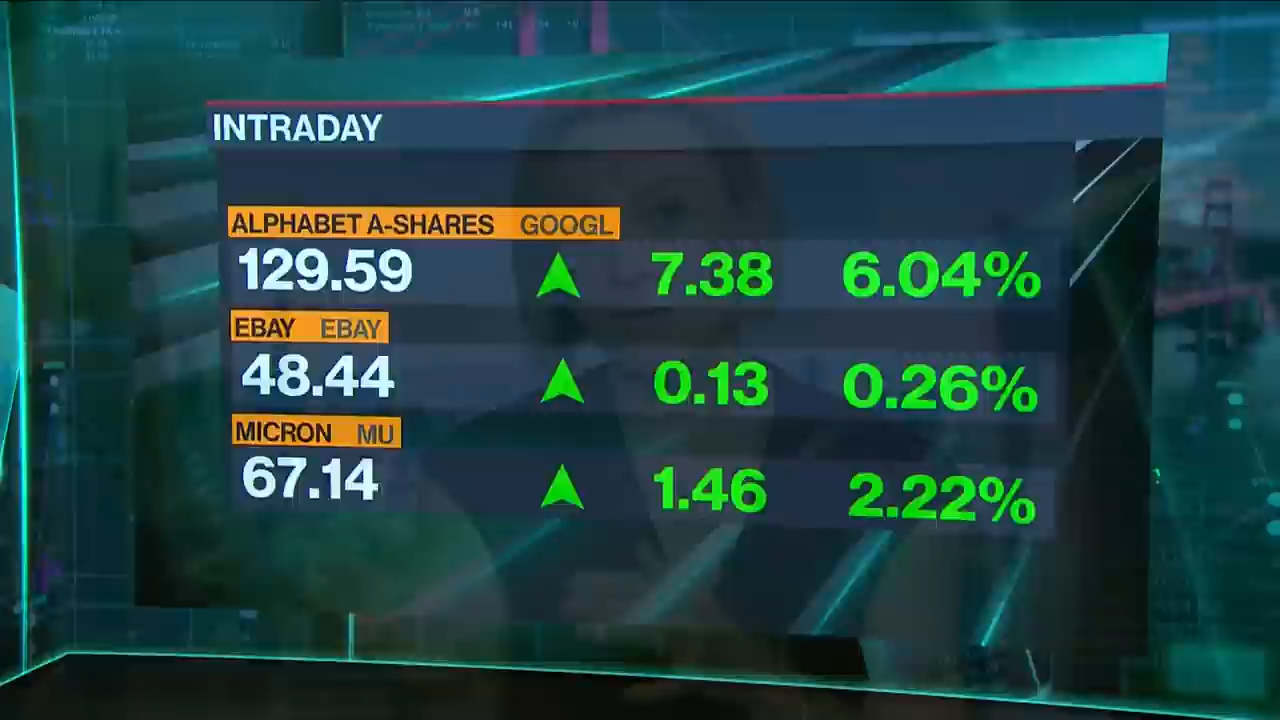 INTRADAY
ALPHABET A-SHARES GOOGL
129.59 7.38 6.04%
EBAY EBAY
48.44 0.13 0.26%
MICRON MU
67.14 1.46 2.22%